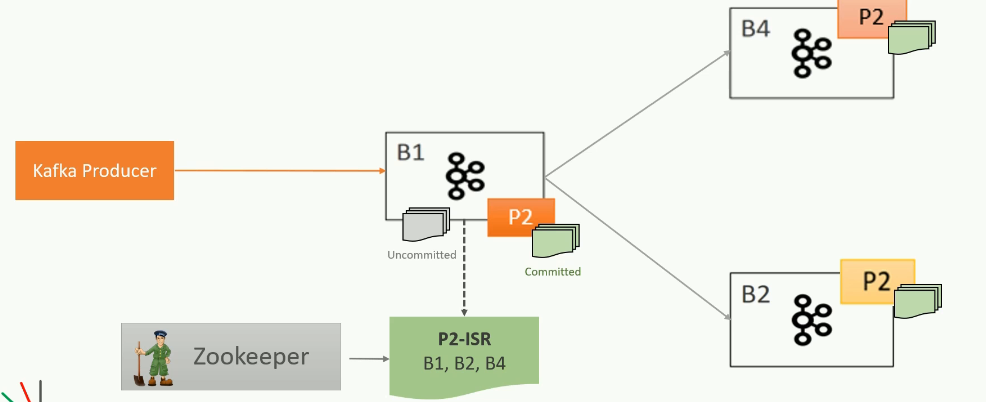 B4
P2
Kafka Producer
B1
P2
Uncommitted
Committed
B2
P2
Zookeeper
P2-ISR
B1, B2, B4